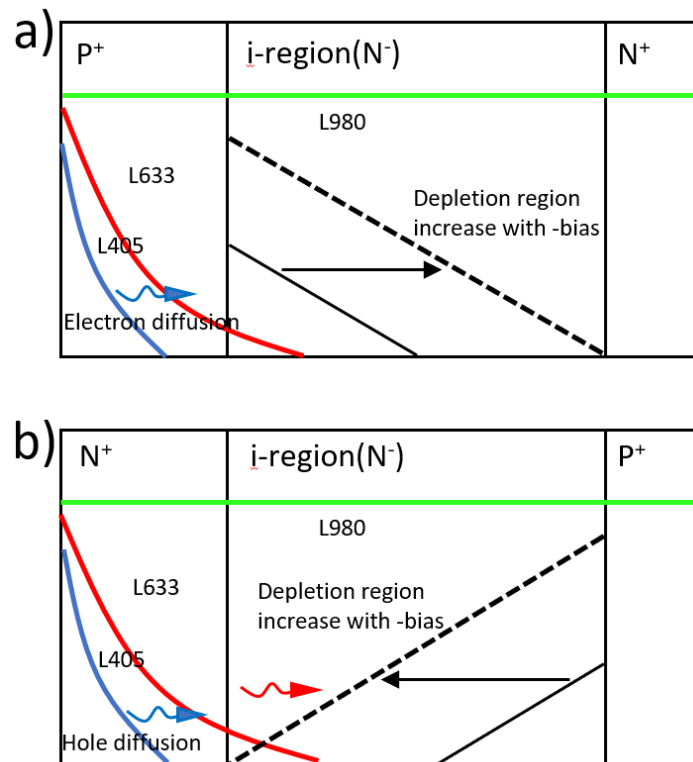 a)
P⁺ i-region(N⁻) N⁺
L980
L633
Depletion region
increase with -bias
L405
Electron diffusion
b)
N⁺ i-region(N⁻) P⁺
L980
L633
Depletion region
increase with -bias
L405
Hole diffusion